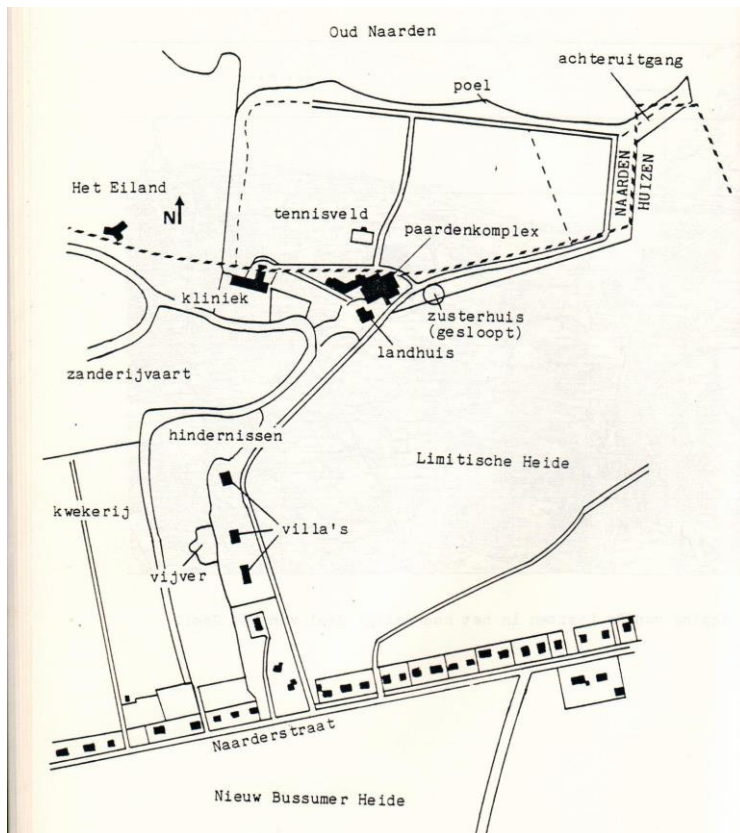 Oud Naarden
achteruitgang
poel
NAARDEN
HUIZEN
Het Eiland
N
tennisveld
paardenkomplex
kliniek
zusterhuis
(gesloopt)
landhuis
zanderijvaart
hindernissen
Limitische Heide
kwekerij
villa's
vijver
Naarderstraat
Nieuw Bussumer Heide